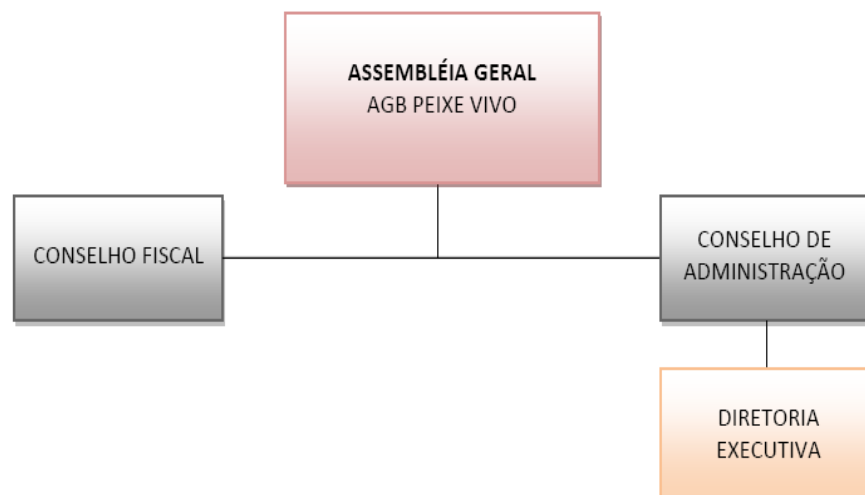 ASSEMBLÉIA GERAL
AGB PEIXE VIVO
CONSELHO FISCAL
CONSELHO DE
ADMINISTRAÇÃO
DIRETORIA
EXECUTIVA